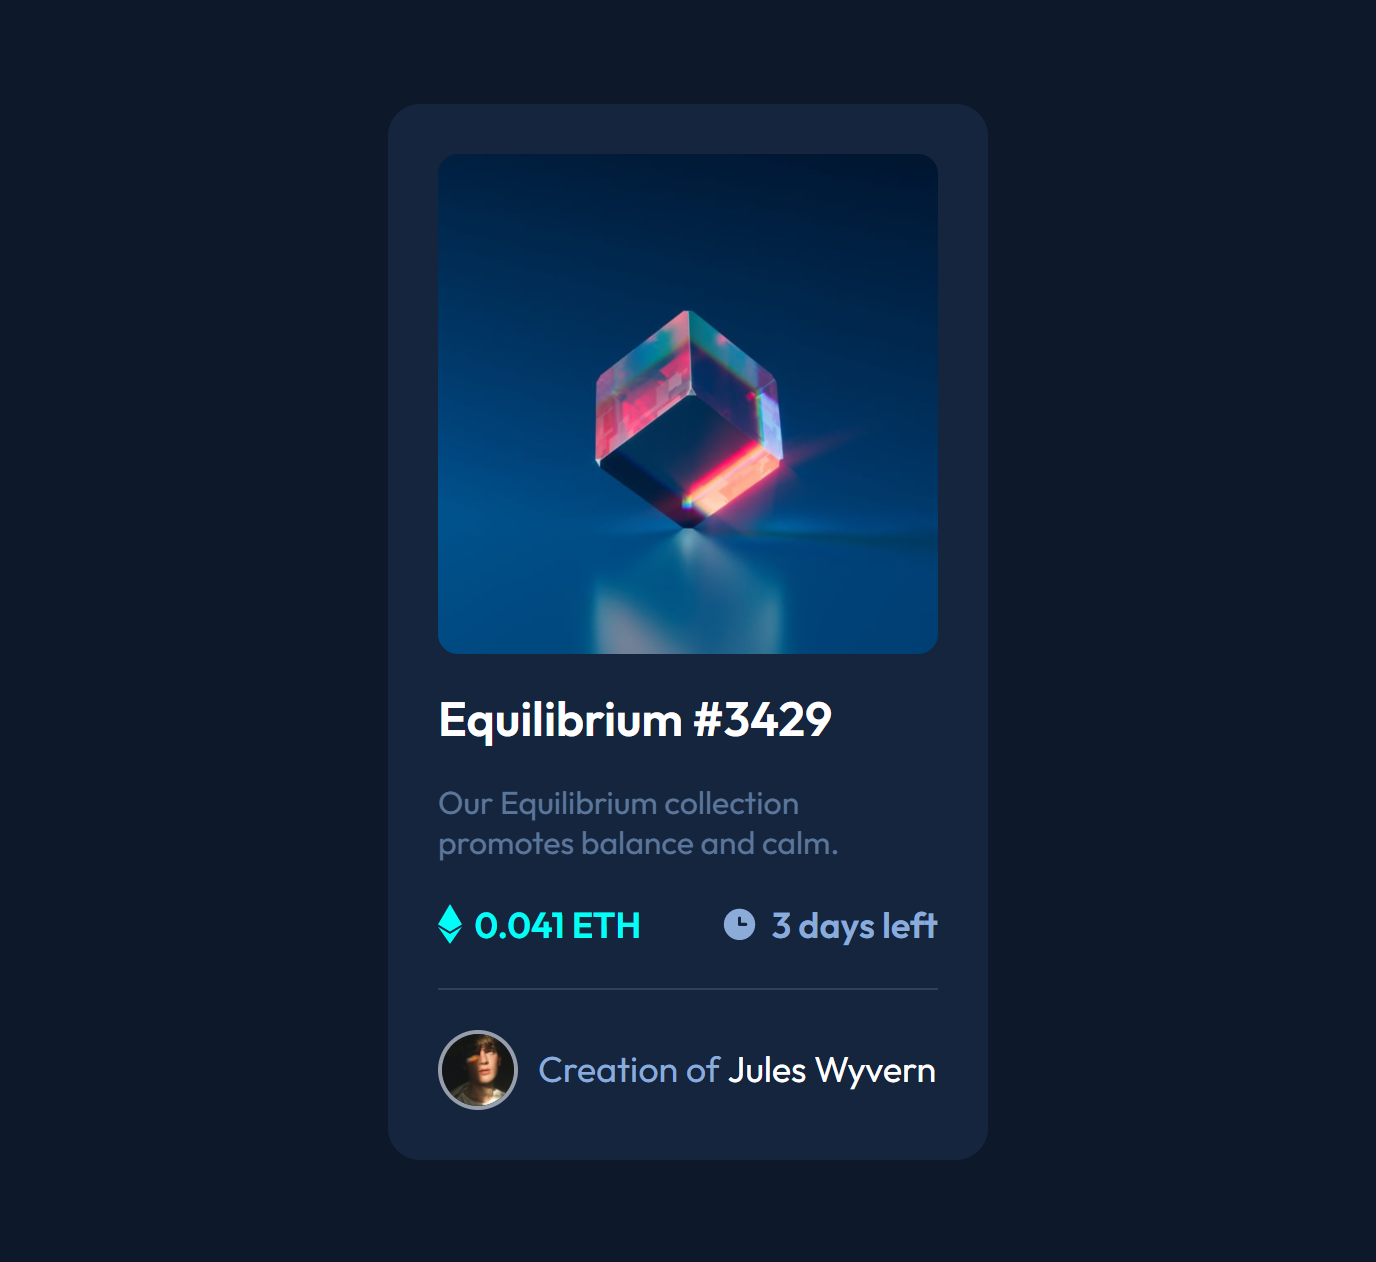 Equilibrium #3429
Our Equilibrium collection
promotes balance and calm.
0.041 ETH
3 days left
Creation of Jules Wyvern